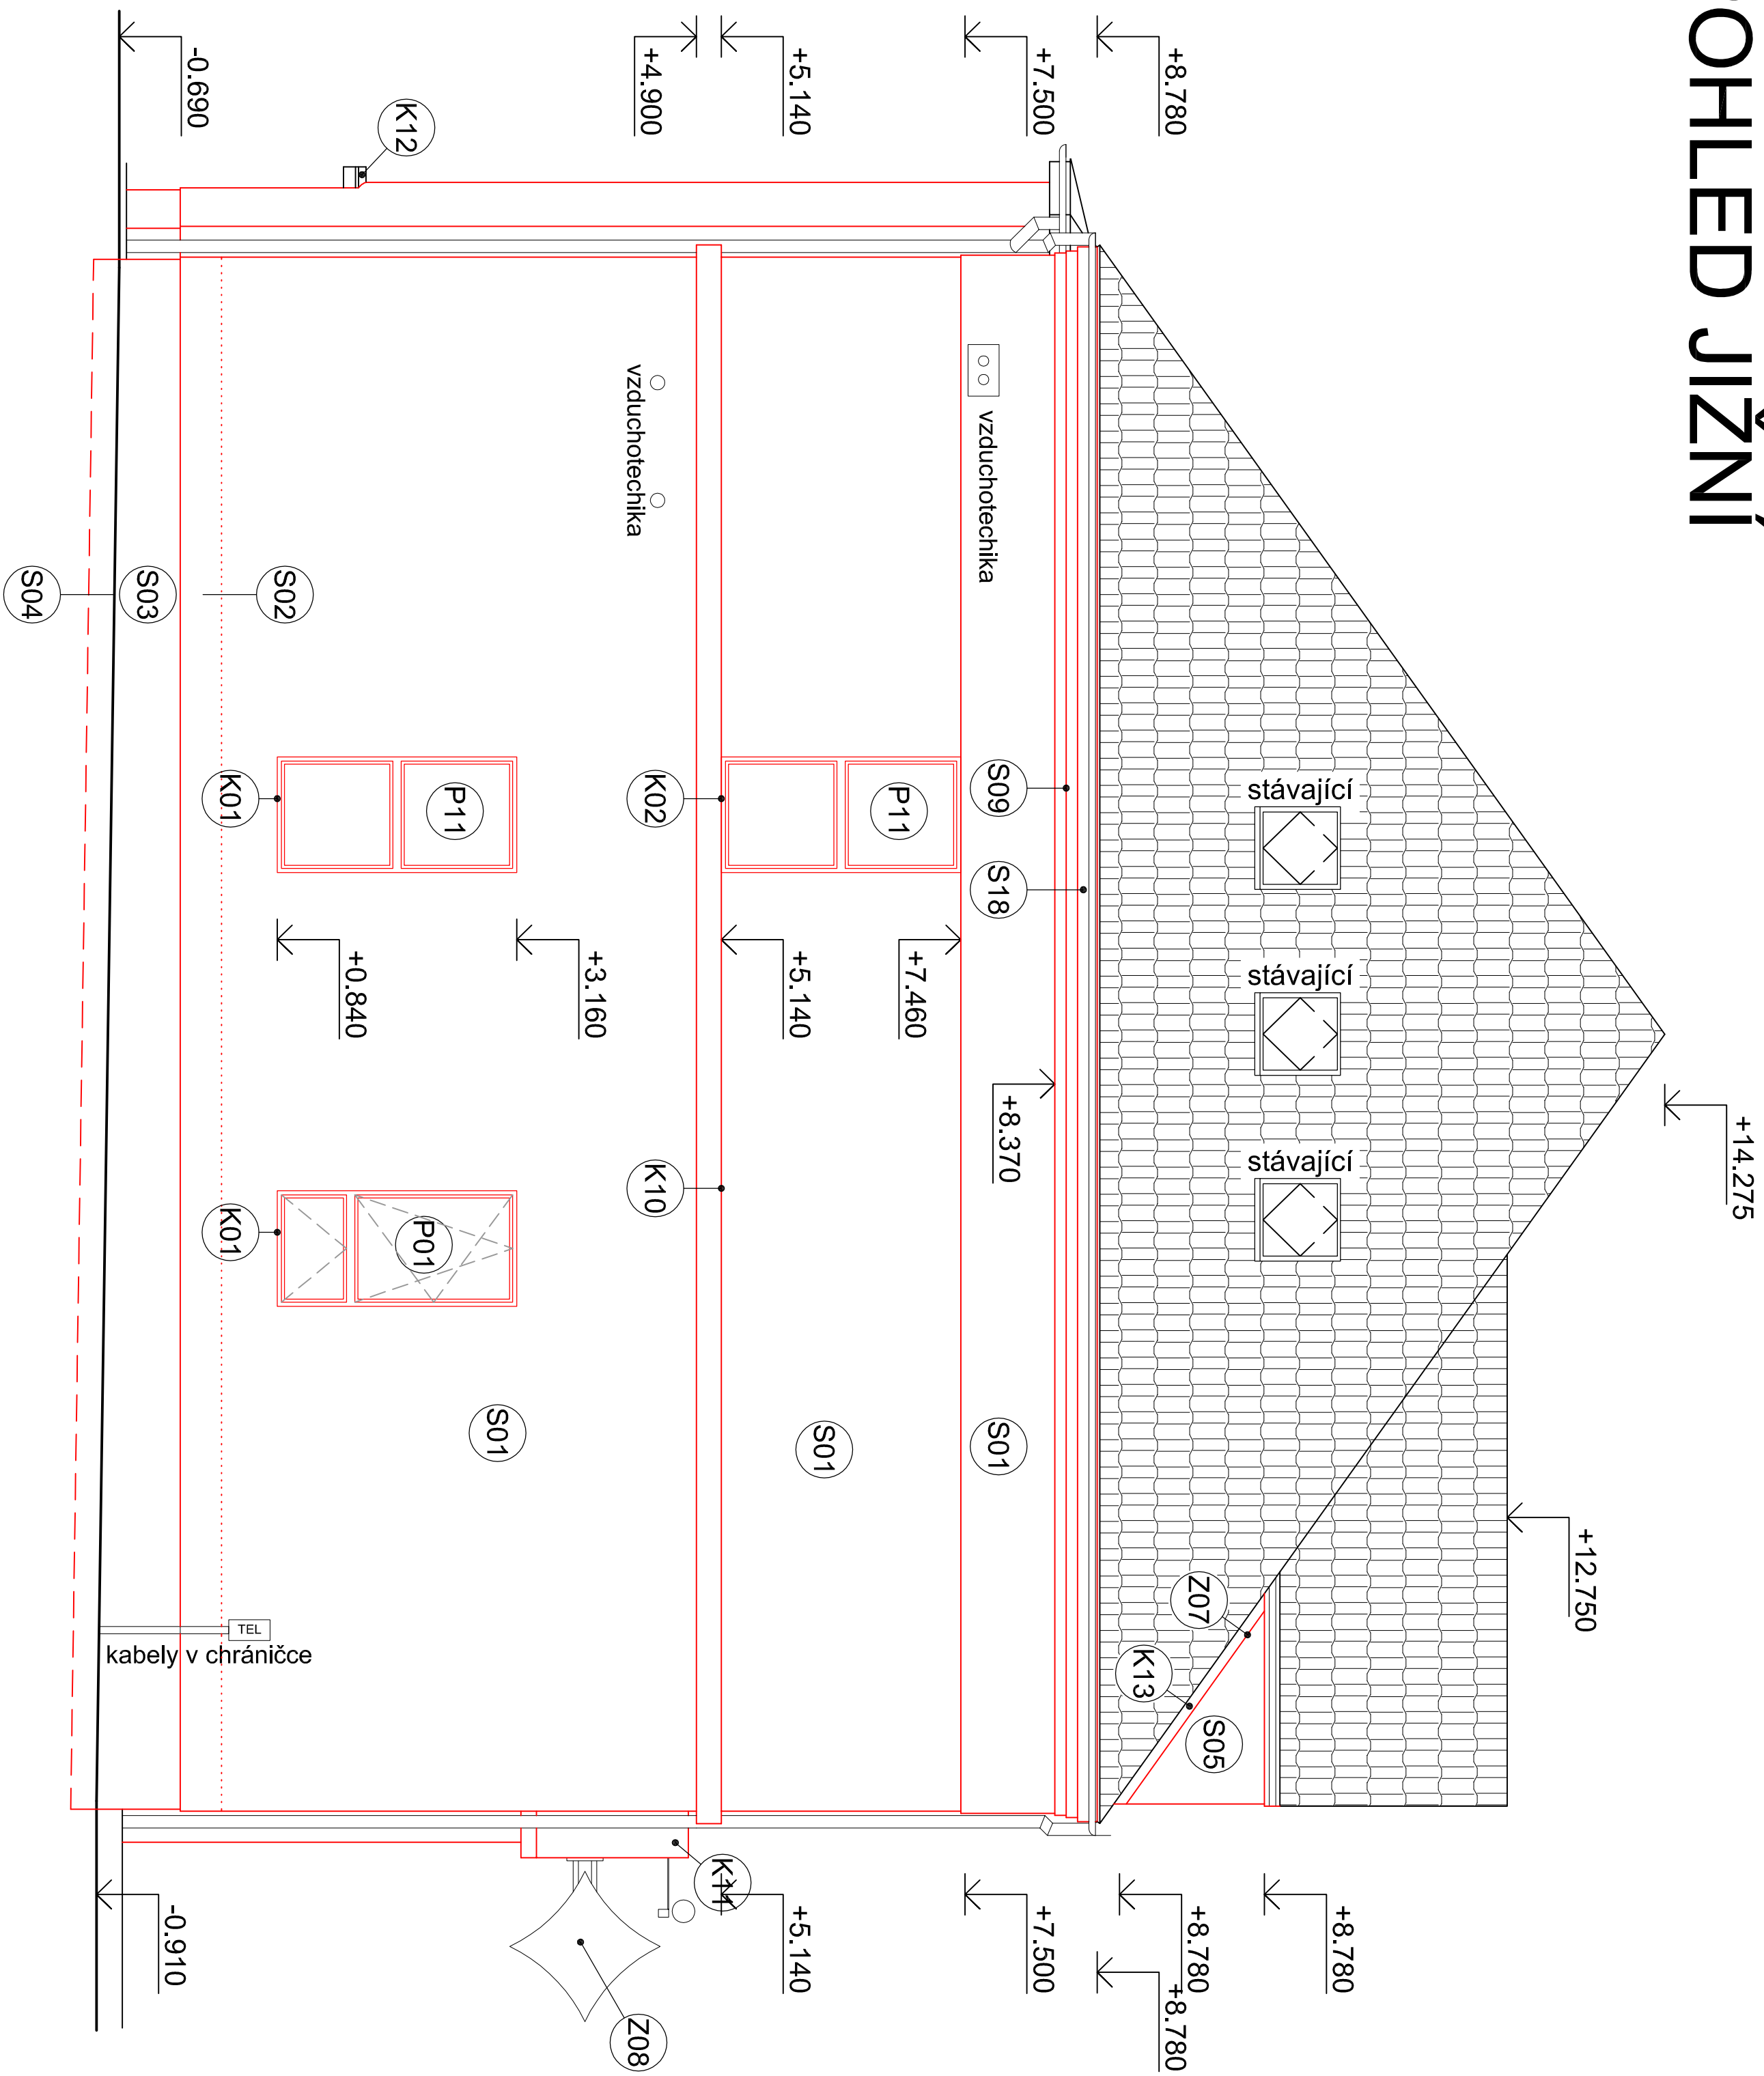 POHLED JIŽNÍ
+14.275
+12.750
stávající
stávající
stávající
+8.780
+8.780
+8.780
+8.780
Z07
K13
S05
+7.500
vzduchotechika
S09
S18
+8.370
S01
+7.500
+5.140
P11
+7.460
S01
+5.140
+4.900
vzduchotechika
K02
+5.140
K10
K11
+3.160
S01
Z08
K12
P11
P01
+0.840
K01
K01
S02
TEL
kabely v chráničce
-0.690
S03
-0.910
S04